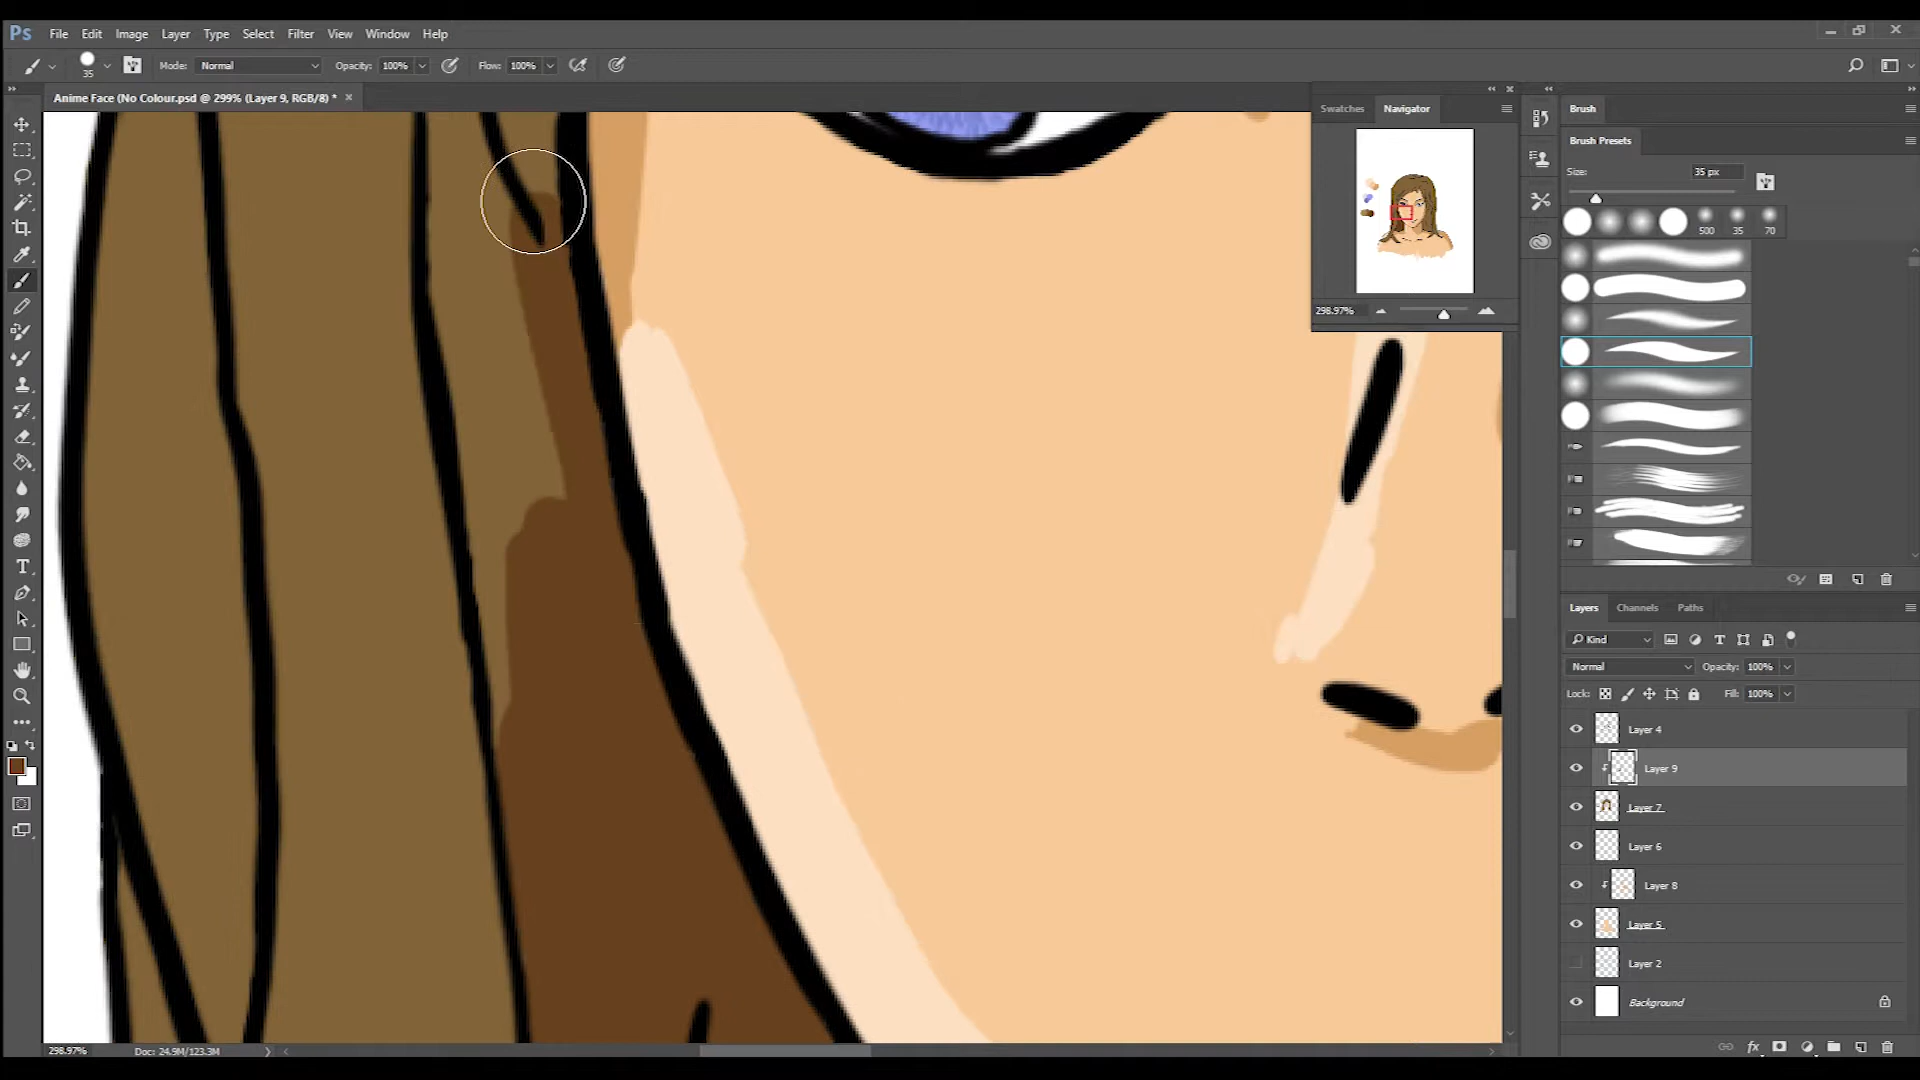 Ps File Edit Image Layer Type Select Filter View Window Help
35 Mode: Normal Opacity: 100% Flow: 100%
Anime Face (No Colour.psd @ 299% (Layer 9, RGB/8) *
Swatches Navigator
298.97%
Brush
Brush Presets
Size: 35 px
500 35 70
Layers Channels Paths
Kind
Normal Opacity: 100%
Lock: Fill: 100%
Layer 4
Layer 9
Layer 7
Layer 6
Layer 8
Layer 5
Layer 2
Background
298.97% Doc: 24.9M/123.3M